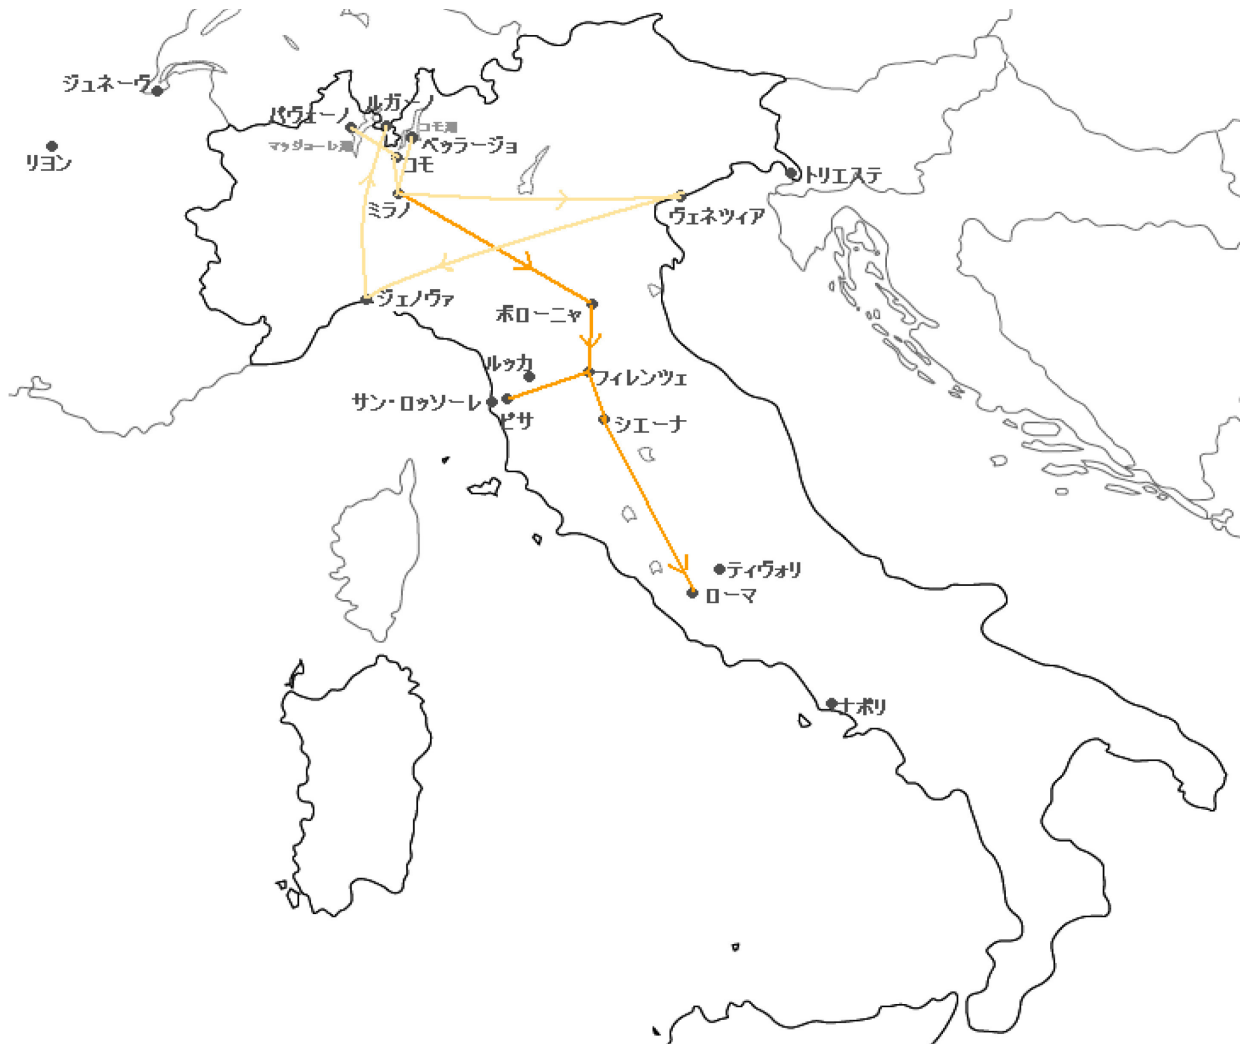 ジュネーヴ
リヨン
パヴェーノ
ルガーノ
コモ湖
マッジョーレ湖
ベッラージョ
コモ
ミラノ
ヴェネツィア
トリエステ
ジェノヴァ
ボローニャ
ルッカ
フィレンツェ
サン・ロッソーレ
ピサ
シエーナ
ティヴォリ
ローマ
ナポリ